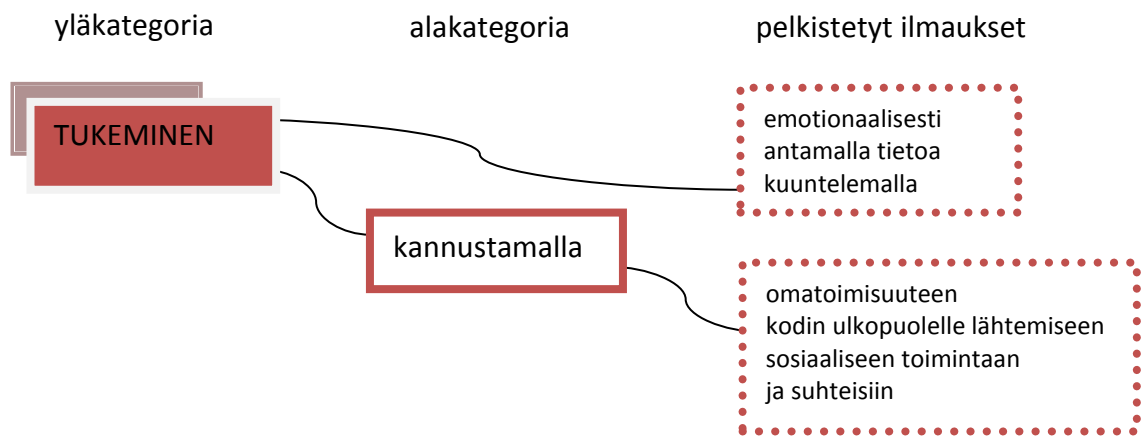 yläkategoria
alakategoria
pelkistetyt ilmaukset
TUKEMINEN
emotionaalisesti
antamalla tietoa
kuuntelemalla
kannustamalla
omatoimisuuteen
kodin ulkopuolelle lähtemiseen
sosiaaliseen toimintaan
ja suhteisiin